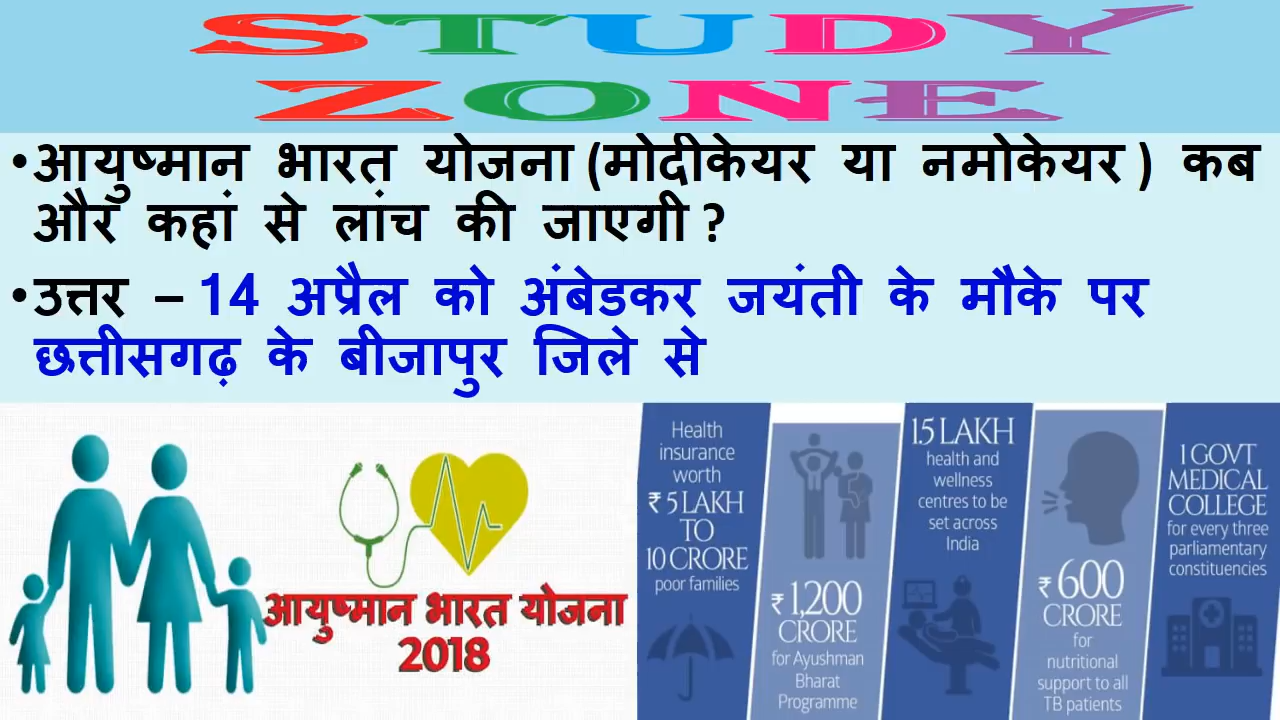 STUDY
ZONE
•आयुष्मान भारत योजना (मोदीकेयर या नमोकेयर ) कब
और कहां से लांच की जाएगी ?
•उत्तर – 14 अप्रैल को अंबेडकर जयंती के मौके पर
छत्तीसगढ़ के बीजापुर जिले से
आयुष्मान भारत योजना
2018
Health
insurance
worth
₹ 5 LAKH
TO
10 CRORE
poor families
₹ 1,200
CRORE
for Ayushman
Bharat
Programme
1.5 LAKH
health and
wellness
centres to be
set across
India
₹ 600
CRORE
for
nutritional
support to all
TB patients
1 GOVT
MEDICAL
COLLEGE
for every three
parliamentary
constituencies